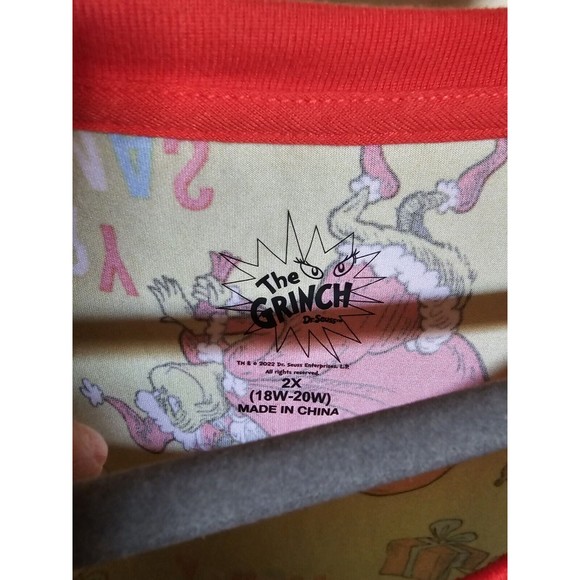 The
GRINCH
Dr. Seuss
TM & © 2022 Dr. Seuss Enterprises, L.P.
All rights reserved.
2X
(18W-20W)
MADE IN CHINA